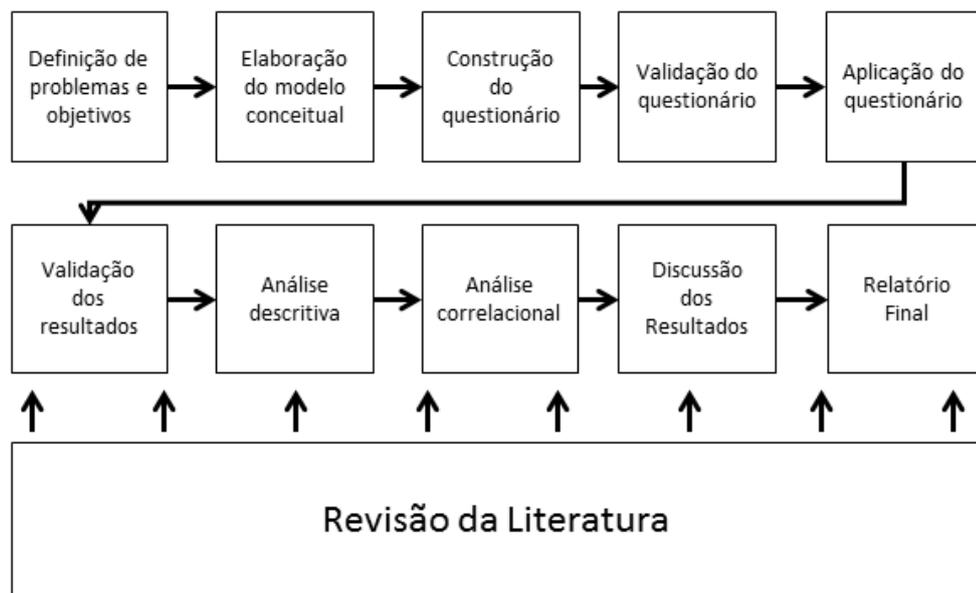 Definição de
problemas e
objetivos
Elaboração
do modelo
conceitual
Construção
do
questionário
Validação do
questionário
Aplicação do
questionário
Validação
dos
resultados
Análise
descritiva
Análise
correlacional
Discussão
dos
Resultados
Relatório
Final
Revisão da Literatura